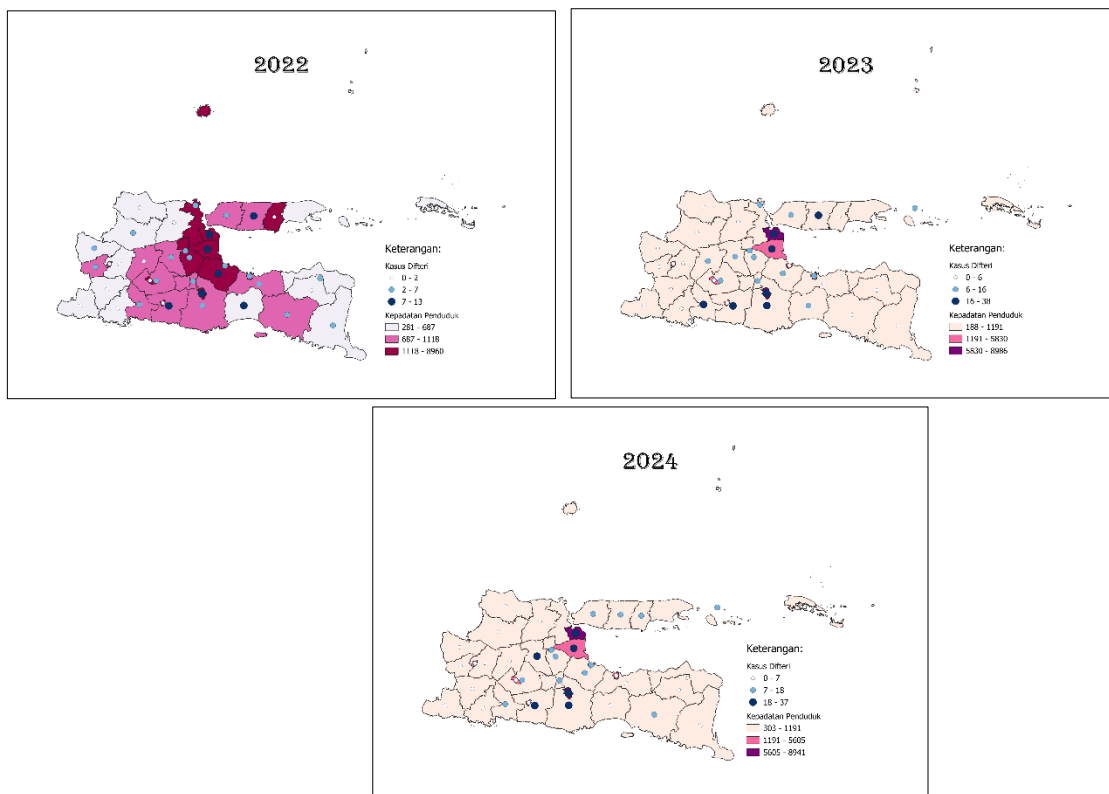 2022
Keterangan:
Kasus Difteri
0 - 2
2 - 7
7 - 13
Kepadatan Penduduk
281 - 687
687 - 1118
1118 - 8960
2023
Keterangan:
Kasus Difteri
0 - 6
6 - 16
16 - 38
Kepadatan Penduduk
188 - 1191
1191 - 5830
5830 - 8986
2024
Keterangan:
Kasus Difteri
0 - 7
7 - 18
18 - 37
Kepadatan Penduduk
303 - 1191
1191 - 5605
5605 - 8941